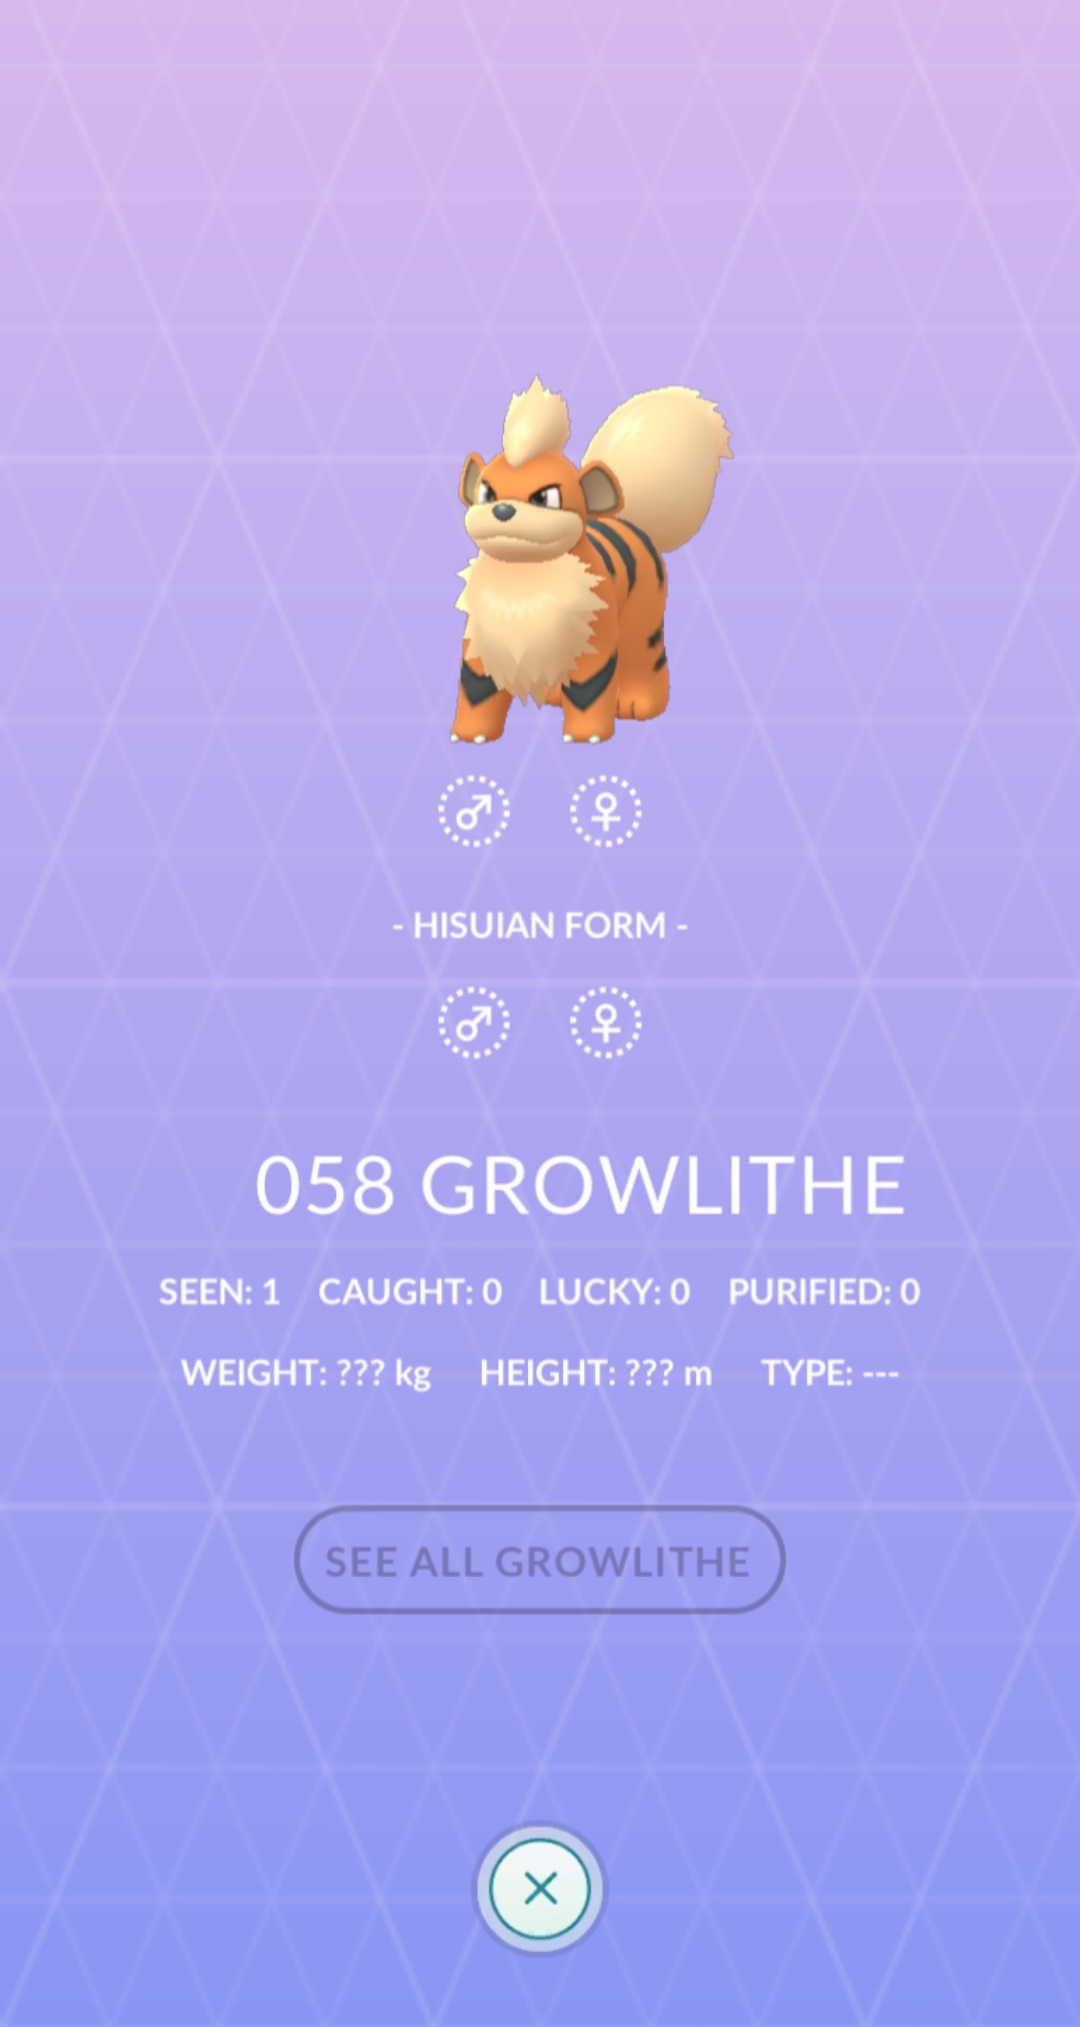 - HISUIAN FORM -
058 GROWLITHE
SEEN: 1 CAUGHT: 0 LUCKY: 0 PURIFIED: 0
WEIGHT: ??? kg HEIGHT: ??? m TYPE: ---
SEE ALL GROWLITHE